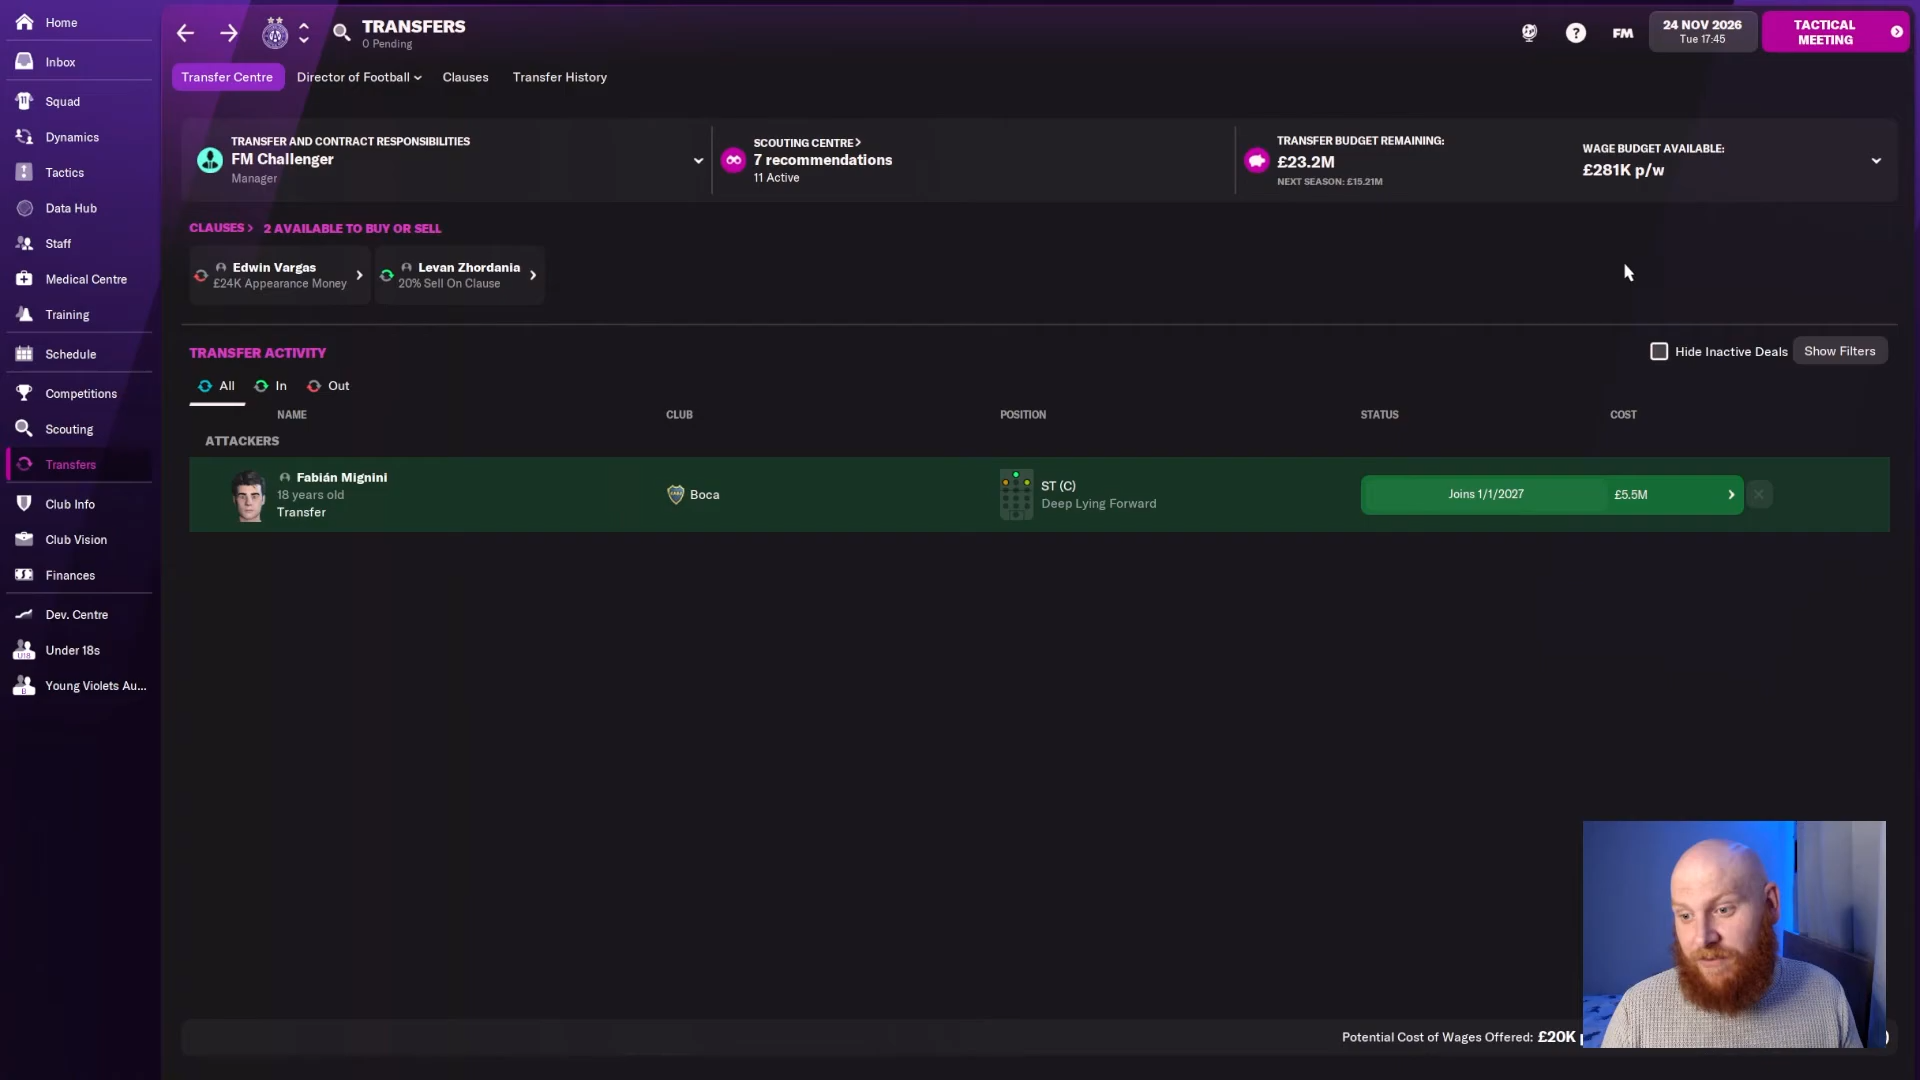 Home
Inbox
Squad
Dynamics
Tactics
Data Hub
Staff
Medical Centre
Training
Schedule
Competitions
Scouting
Transfers
Club Info
Club Vision
Finances
Dev. Centre
Under 18s
Young Violets Au...
TRANSFERS
0 Pending
?
FM
24 NOV 2026
Tue 17:45
TACTICAL
MEETING
Transfer Centre
Director of Football
Clauses
Transfer History
TRANSFER AND CONTRACT RESPONSIBILITIES
FM Challenger
Manager
SCOUTING CENTRE>
7 recommendations
11 Active
TRANSFER BUDGET REMAINING:
£23.2M
NEXT SEASON: £15.21M
WAGE BUDGET AVAILABLE:
£281K p/w
CLAUSES> 2 AVAILABLE TO BUY OR SELL
Edwin Vargas
£24K Appearance Money
Levan Zhordania
20% Sell On Clause
TRANSFER ACTIVITY
Hide Inactive Deals
Show Filters
All
In
Out
NAME CLUB POSITION STATUS COST
ATTACKERS
Fabián Mignini
18 years old
Transfer
Boca
ST (C)
Deep Lying Forward
Joins 1/1/2027
£5.5M
Potential Cost of Wages Offered: £20K